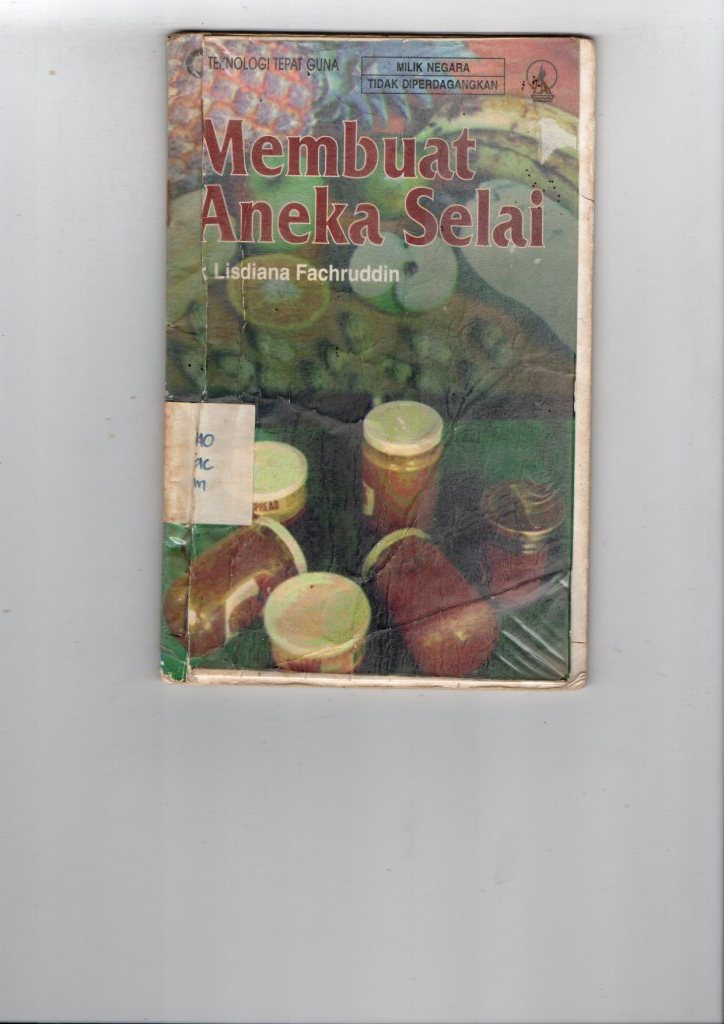 TEKNOLOGI TEPAT GUNA
MILIK NEGARA
TIDAK DIPERDAGANGKAN
Membuat
Aneka Selai
Lisdiana Fachruddin